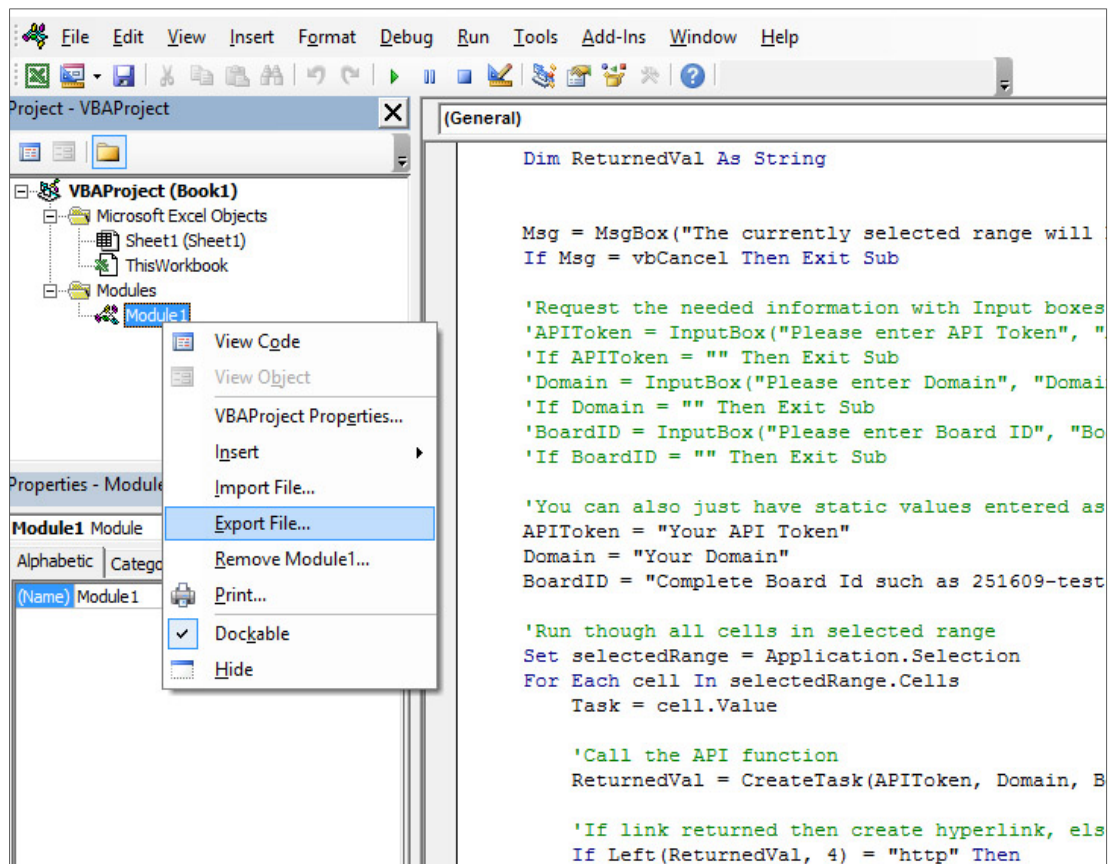 File Edit View Insert Format Debug Run Tools Add-Ins Window Help
Project - VBAProject
VBAProject (Book1)
Microsoft Excel Objects
Sheet1 (Sheet1)
ThisWorkbook
Modules
Module1
View Code
View Object
VBAProject Properties...
Insert
Import File...
Export File...
Remove Module1...
Print...
Dockable
Hide
Properties - Module
Module1 Module
Alphabetic Catego
(Name) Module1
(General)
Dim ReturnedVal As String
Msg = MsgBox("The currently selected range will
If Msg = vbCancel Then Exit Sub
'Request the needed information with Input boxes
'APIToken = InputBox("Please enter API Token", "
'If APIToken = "" Then Exit Sub
'Domain = InputBox("Please enter Domain", "Domai
'If Domain = "" Then Exit Sub
'BoardID = InputBox("Please enter Board ID", "Bo
'If BoardID = "" Then Exit Sub
'You can also just have static values entered as
APIToken = "Your API Token"
Domain = "Your Domain"
BoardID = "Complete Board Id such as 251609-test
'Run though all cells in selected range
Set selectedRange = Application.Selection
For Each cell In selectedRange.Cells
Task = cell.Value
'Call the API function
ReturnedVal = CreateTask(APIToken, Domain, B
'If link returned then create hyperlink, els
If Left(ReturnedVal, 4) = "http" Then